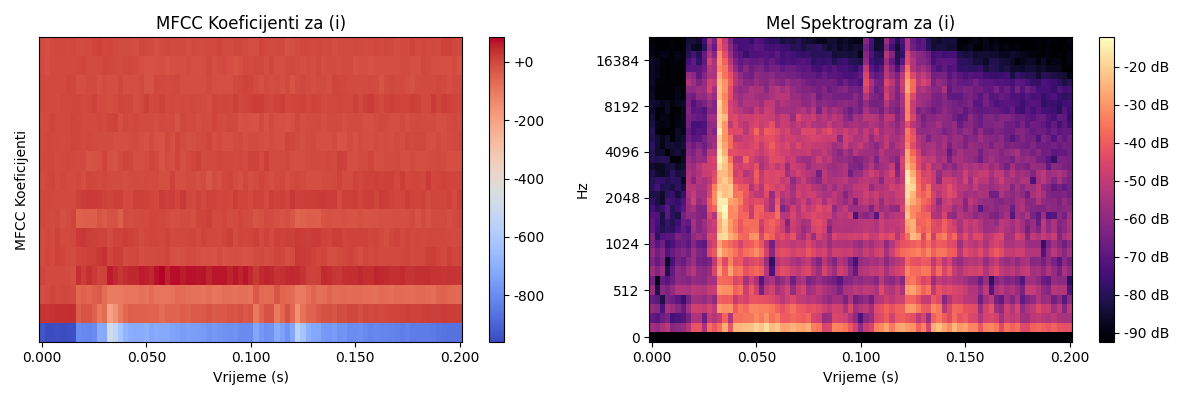 MFCC Koeficijenti za (i)
MFCC Koeficijenti
+0
-200
-400
-600
-800
0.000 0.050 0.100 0.150 0.200
Vrijeme (s)
Mel Spektrogram za (i)
Hz
16384
8192
4096
2048
1024
512
0
-20 dB
-30 dB
-40 dB
-50 dB
-60 dB
-70 dB
-80 dB
-90 dB
0.000 0.050 0.100 0.150 0.200
Vrijeme (s)